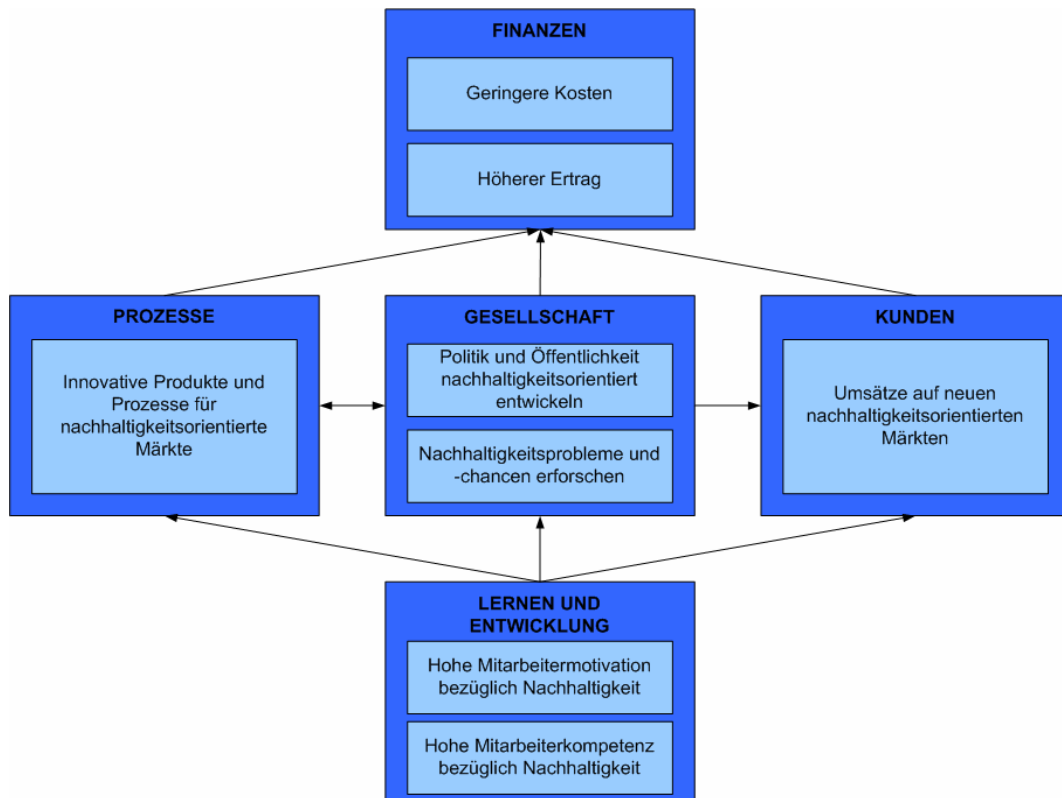 FINANZEN
Geringere Kosten
Höherer Ertrag
PROZESSE
Innovative Produkte und
Prozesse für
nachhaltigkeitsorientierte
Märkte
GESELLSCHAFT
Politik und Öffentlichkeit
nachhaltigkeitsorientiert
entwickeln
Nachhaltigkeitsprobleme und
-chancen erforschen
KUNDEN
Umsätze auf neuen
nachhaltigkeitsorientierten
Märkten
LERNEN UND
ENTWICKLUNG
Hohe Mitarbeitermotivation
bezüglich Nachhaltigkeit
Hohe Mitarbeiterkompetenz
bezüglich Nachhaltigkeit